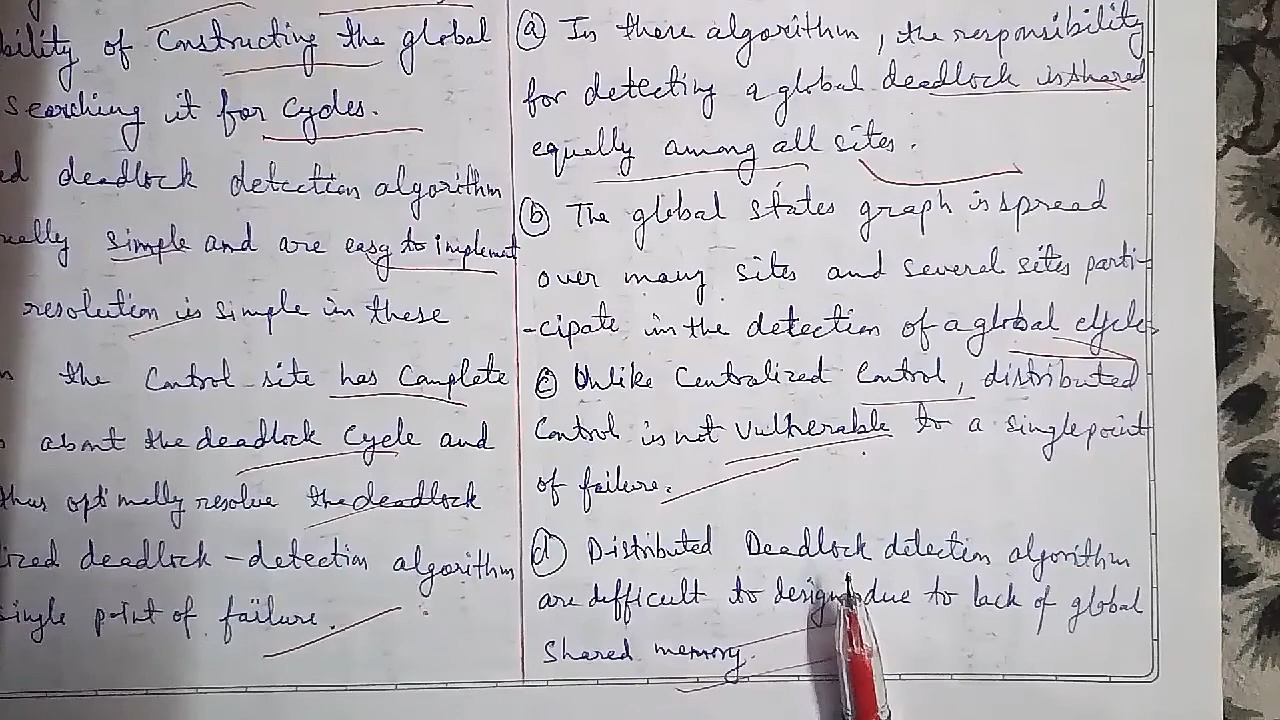 bility of Constructing the global
searching it for cycles.
ed deadlock detection algorithm
ually simple and are easy to implement
resolution is simple in these
the Control site has Complete
about the deadlock cycle and
thus optimally resolve the deadlock
lized deadlock-detection algorithm
single point of failure.
(a) In these algorithm, the responsibility
for detecting a global deadlock is shared
equally among all sites.
(b) The global states graph is spread
over many sites and several sites parti-
-cipate in the detection of a global cycle.
(c) Unlike Centralized Control, distributed
Control is not vulnerable to a single point
of failure.
(d) Distributed Deadlock detection algorithm
are difficult to design due to lack of global
shared memory.